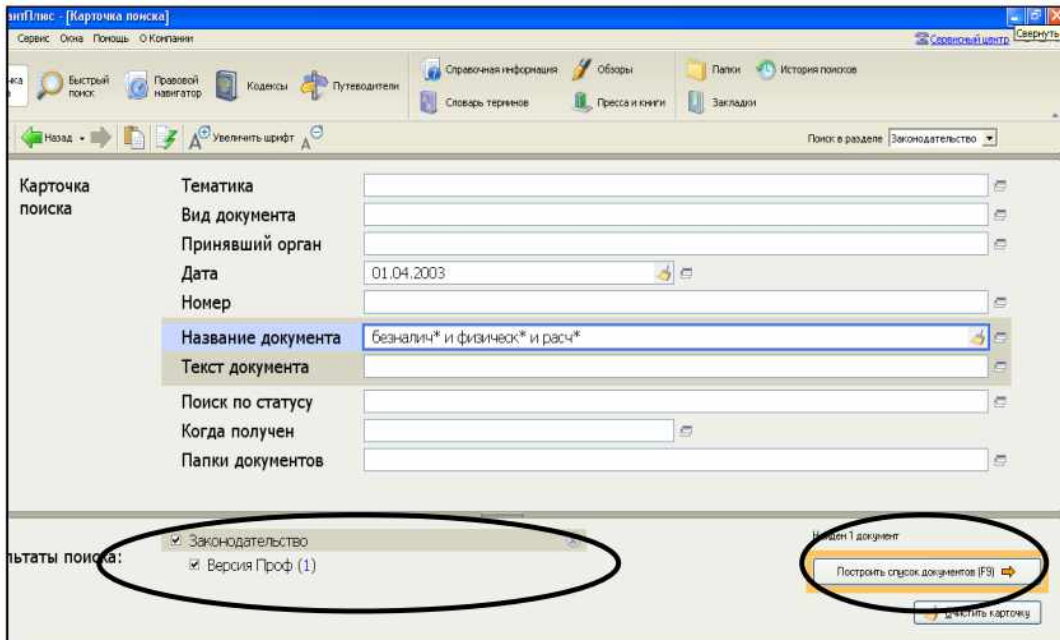 антПлюс - [Карточка поиска]
Сервис Окна Помощь О Компании
Сервисный центр
Свернуть
Быстрый поиск
Правовой навигатор
Кодексы
Путеводители
Справочная информация
Словарь терминов
Обзоры
Пресса и книги
Папки
Закладки
История поисков
Назад
Увеличить шрифт
Поиск в разделе Законодательство
Карточка поиска
Тематика
Вид документа
Принявший орган
Дата 01.04.2003
Номер
Название документа безналич* и физическ* и расч*
Текст документа
Поиск по статусу
Когда получен
Папки документов
льтаты поиска:
Законодательство
Версия Проф (1)
Найден 1 документ
Построить список документов (F9)
Очистить карточку